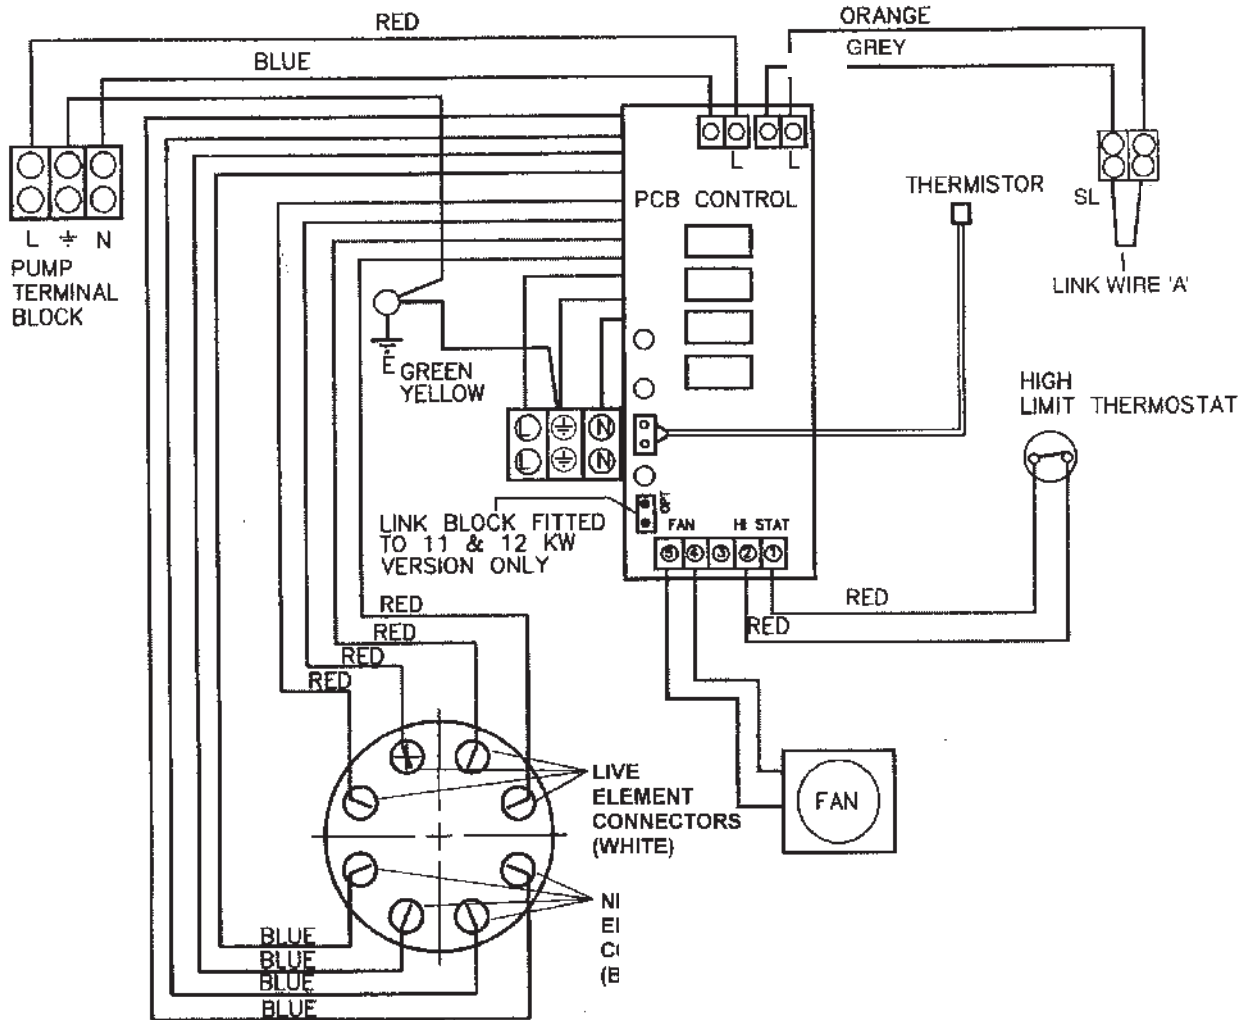 RED
BLUE
ORANGE
GREY
L
L
PCB CONTROL
THERMISTOR
SL
LINK WIRE 'A'
L N
PUMP
TERMINAL
BLOCK
E
GREEN
YELLOW
HIGH
LIMIT THERMOSTAT
L N
L N
OPT
LINK BLOCK FITTED
TO 11 & 12 KW
VERSION ONLY
FAN HI STAT
5 4 3 2 1
RED
RED
RED
RED
RED
RED
LIVE
ELEMENT
CONNECTORS
(WHITE)
FAN
BLUE
BLUE
BLUE
BLUE